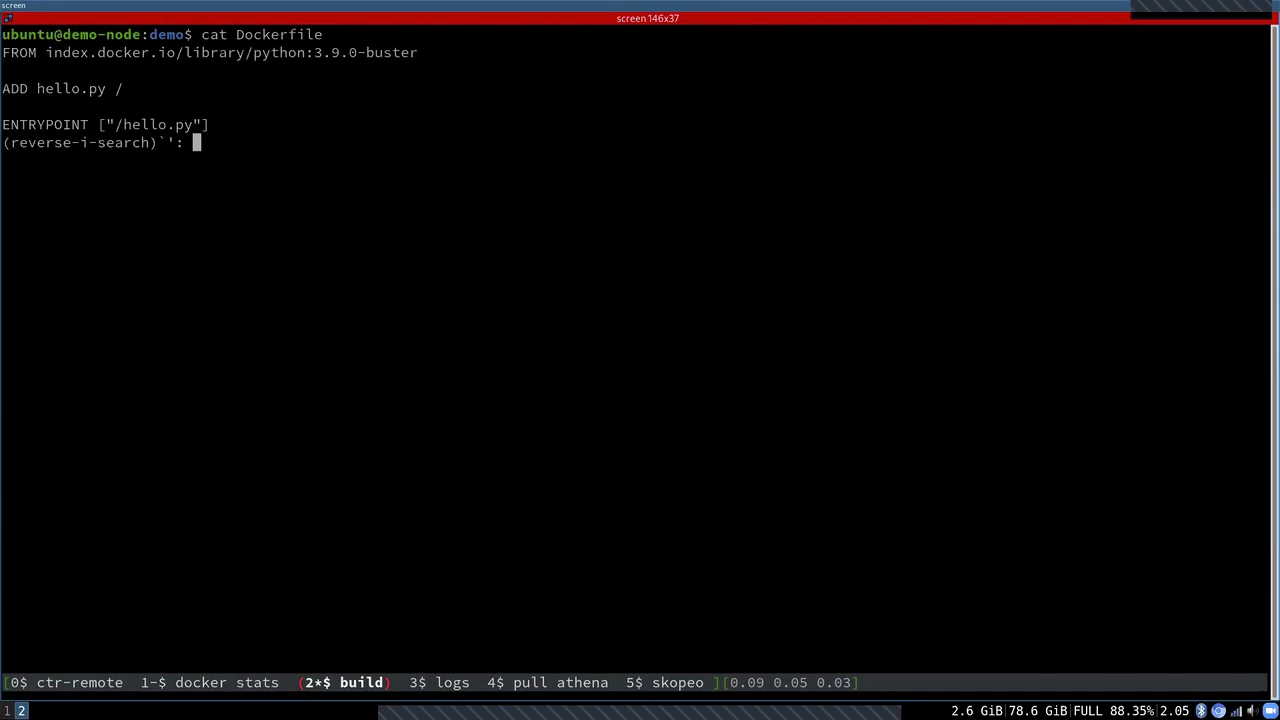 screen
screen 146x37
ubuntu@demo-node:demo$ cat Dockerfile
FROM index.docker.io/library/python:3.9.0-buster
ADD hello.py /
ENTRYPOINT ["/hello.py"]
(reverse-i-search)`':
[0$ ctr-remote  1-$ docker stats  (2*$ build)  3$ logs  4$ pull athena  5$ skopeo ][0.09 0.05 0.03]
1 2 2.6 GiB|78.6 GiB|FULL 88.35%|2.05